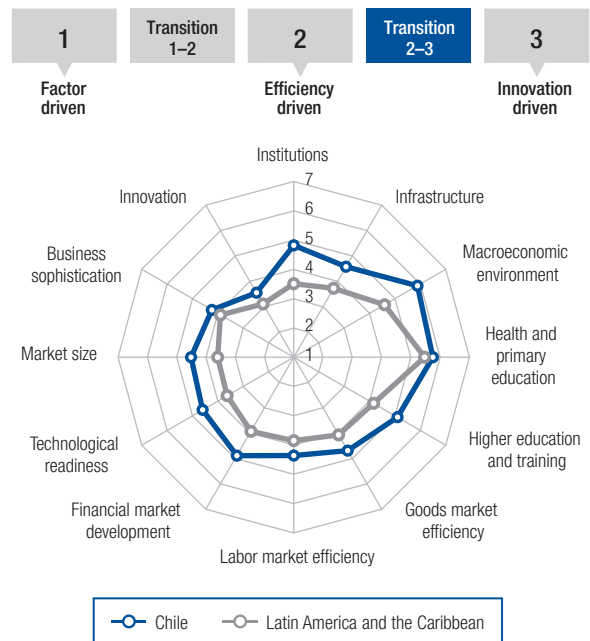 1
Transition
1–2
2
Transition
2–3
3
Factor
driven
Efficiency
driven
Innovation
driven
Institutions
7
6
5
4
3
2
1
Infrastructure
Macroeconomic
environment
Health and
primary
education
Higher education
and training
Goods market
efficiency
Labor market efficiency
Financial market
development
Technological
readiness
Market size
Business
sophistication
Innovation
Chile
Latin America and the Caribbean